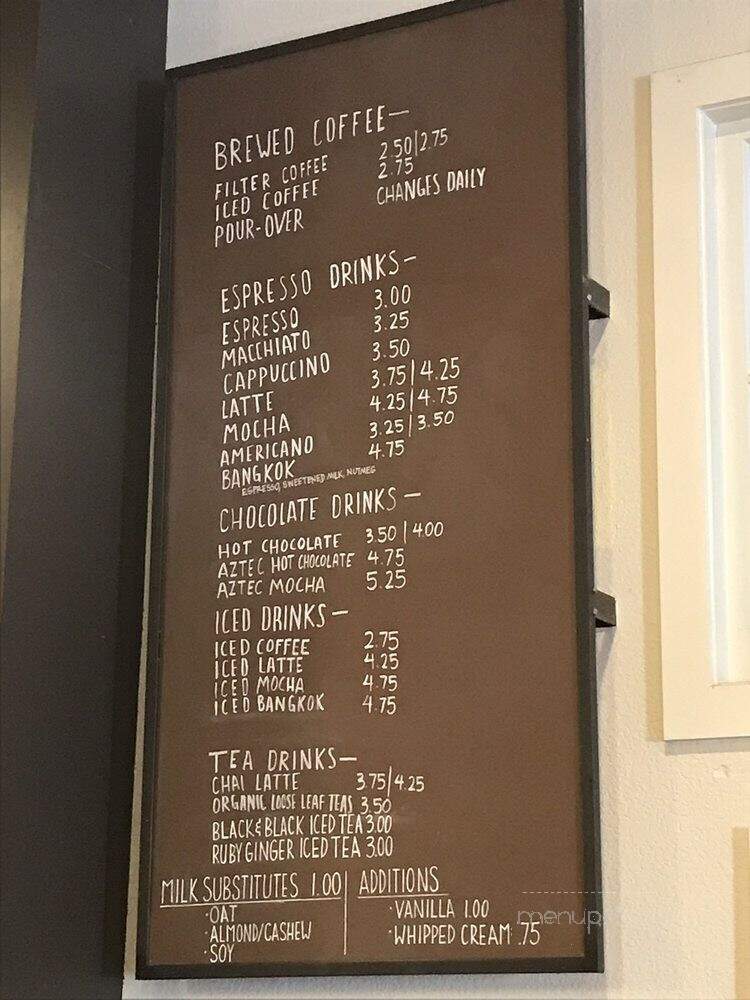 BREWED COFFEE—
FILTER COFFEE 2.50|2.75
ICED COFFEE 2.75
POUR-OVER CHANGES DAILY
ESPRESSO DRINKS—
ESPRESSO 3.00
MACCHIATO 3.25
CAPPUCCINO 3.50
LATTE 3.75|4.25
MOCHA 4.25|4.75
AMERICANO 3.25|3.50
BANGKOK 4.75
ESPRESSO, SWEETENED MILK, NUTMEG
CHOCOLATE DRINKS—
HOT CHOCOLATE 3.50|4.00
AZTEC HOT CHOCOLATE 4.75
AZTEC MOCHA 5.25
ICED DRINKS—
ICED COFFEE 2.75
ICED LATTE 4.25
ICED MOCHA 4.75
ICED BANGKOK 4.75
TEA DRINKS—
CHAI LATTE 3.75|4.25
ORGANIC LOOSE LEAF TEAS 3.50
BLACK & BLACK ICED TEA 3.00
RUBY GINGER ICED TEA 3.00
MILK SUBSTITUTES 1.00
·OAT
·ALMOND/CASHEW
·SOY
ADDITIONS
·VANILLA 1.00
·WHIPPED CREAM .75